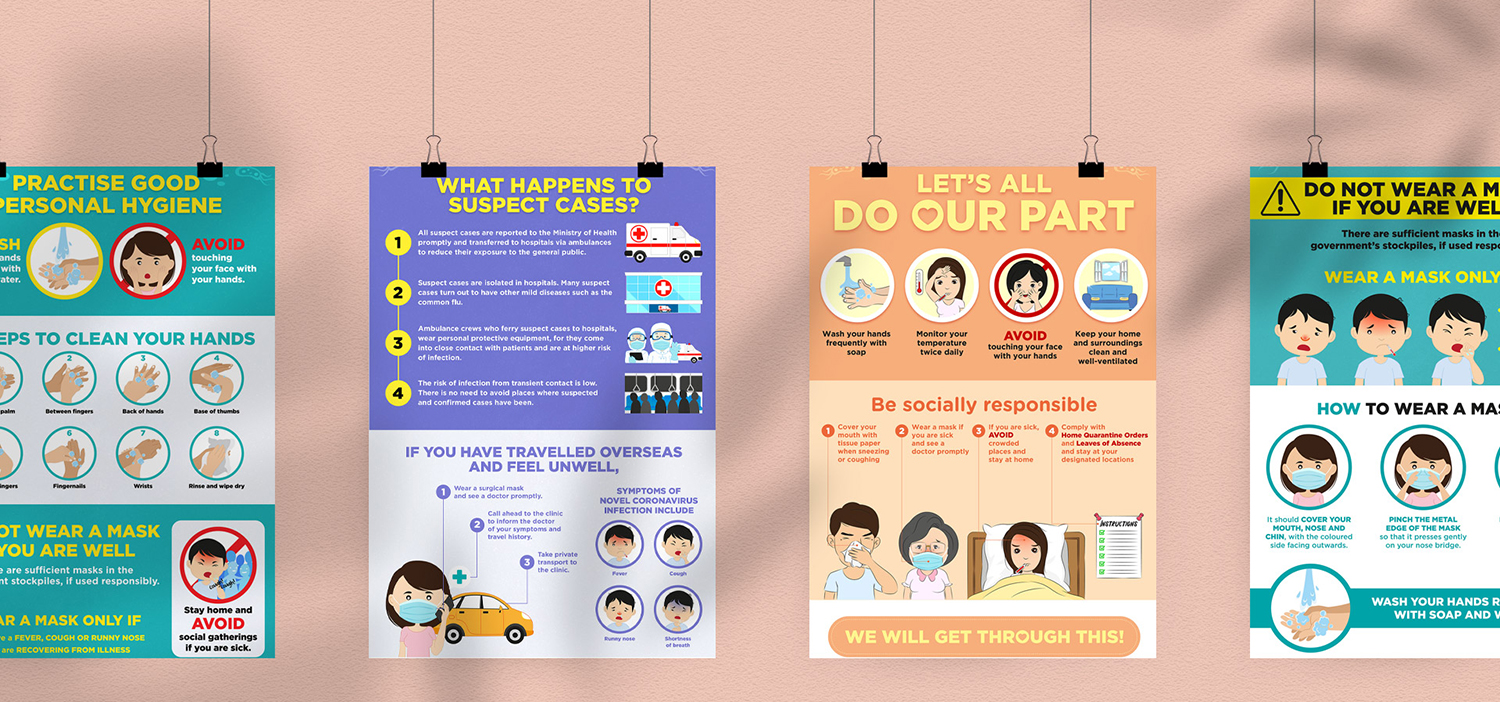 PRACTISE GOOD
PERSONAL HYGIENE
SH
ands
with
ater.
AVOID
touching
your face with
your hands.
EPS TO CLEAN YOUR HANDS
2
3
4
palm
Between fingers
Back of hands
Base of thumbs
6
7
8
ingers
Fingernails
Wrists
Rinse and wipe dry
OT WEAR A MASK
YOU ARE WELL
e are sufficient masks in the
nt stockpiles, if used responsibly.
AR A MASK ONLY IF
e a FEVER, COUGH OR RUNNY NOSE
are RECOVERING FROM ILLNESS
Stay home and
AVOID
social gatherings
if you are sick.
WHAT HAPPENS TO
SUSPECT CASES?
1
All suspect cases are reported to the Ministry of Health
promptly and transferred to hospitals via ambulances
to reduce their exposure to the general public.
2
Suspect cases are isolated in hospitals. Many suspect
cases turn out to have other mild diseases such as the
common flu.
3
Ambulance crews who ferry suspect cases to hospitals,
wear personal protective equipment, for they come
into close contact with patients and are at higher risk
of infection.
4
The risk of infection from transient contact is low.
There is no need to avoid places where suspected
and confirmed cases have been.
IF YOU HAVE TRAVELLED OVERSEAS
AND FEEL UNWELL,
1
Wear a surgical mask
and see a doctor promptly.
2
Call ahead to the clinic
to inform the doctor
of your symptoms and
travel history.
3
Take private
transport to
the clinic.
SYMPTOMS OF
NOVEL CORONAVIRUS
INFECTION INCLUDE
Fever
Cough
Runny nose
Shortness
of breath
LET'S ALL
DO OUR PART
Wash your hands
frequently with
soap
Monitor your
temperature
twice daily
AVOID
touching your face
with your hands
Keep your home
and surroundings
clean and
well-ventilated
Be socially responsible
1
Cover your
mouth with
tissue paper
when sneezing
or coughing
2
Wear a mask if
you are sick
and see a
doctor promptly
3
If you are sick,
AVOID
crowded
places and
stay at home
4
Comply with
Home Quarantine Orders
and Leaves of Absence
and stay at your
designated locations
INSTRUCTIONS
WE WILL GET THROUGH THIS!
DO NOT WEAR A M
IF YOU ARE WEL
There are sufficient masks in th
government's stockpiles, if used respo
WEAR A MASK ONLY
HOW TO WEAR A MAS
It should COVER YOUR
MOUTH, NOSE AND
CHIN, with the coloured
side facing outwards.
PINCH THE METAL
EDGE OF THE MASK
so that it presses gently
on your nose bridge.
WASH YOUR HANDS R
WITH SOAP AND W